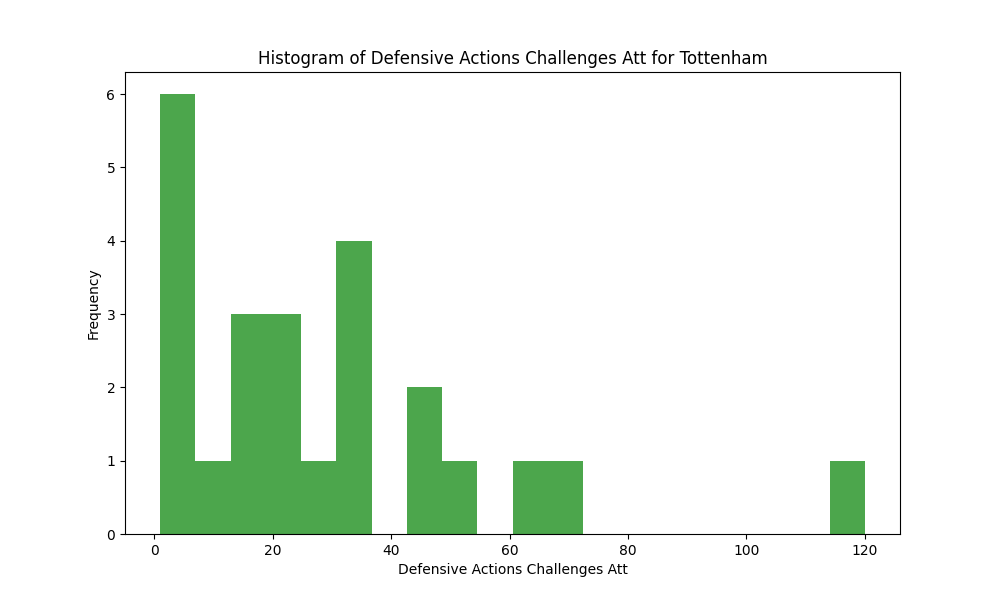 Histogram of Defensive Actions Challenges Att for Tottenham
6
5
4
3
2
1
0
Frequency
0 20 40 60 80 100 120
Defensive Actions Challenges Att